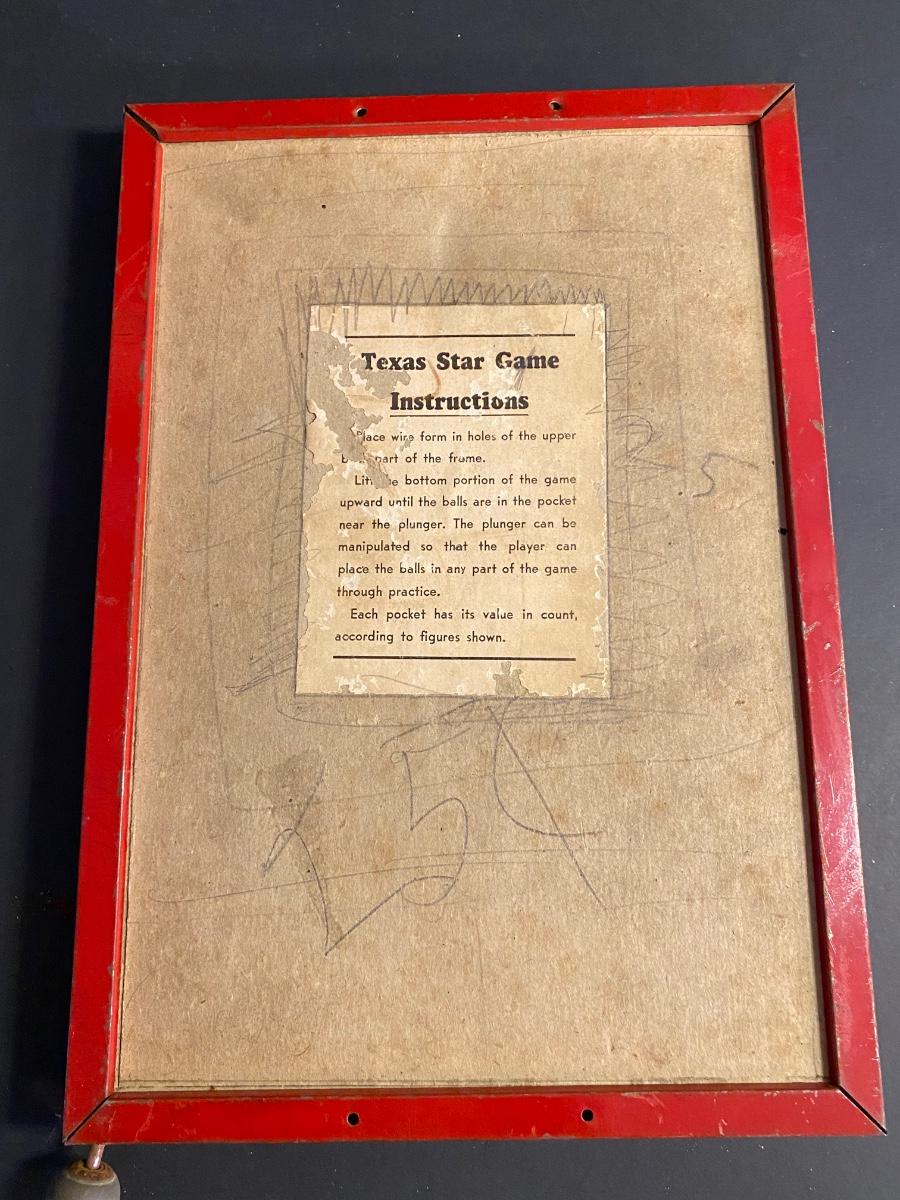 Texas Star Game
Instructions
Place wire form in holes of the upper
part of the frame.
bottom portion of the game
upward until the balls are in the pocket
near the plunger. The plunger can be
manipulated so that the player can
place the balls in any part of the game
through practice.
Each pocket has its value in count,
according to figures shown.
5
5